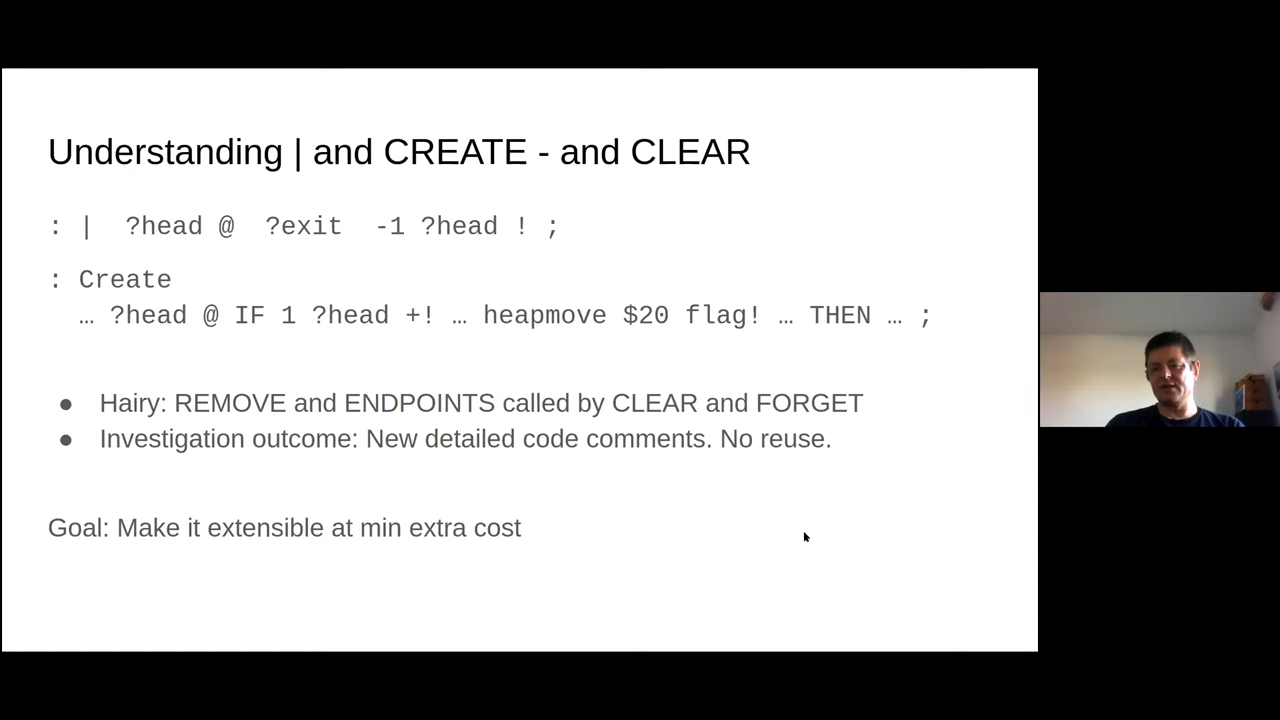 Understanding | and CREATE - and CLEAR
: |  ?head @  ?exit  -1 ?head ! ;
: Create
… ?head @ IF 1 ?head +! … heapmove $20 flag! … THEN … ;
● Hairy: REMOVE and ENDPOINTS called by CLEAR and FORGET
● Investigation outcome: New detailed code comments. No reuse.
Goal: Make it extensible at min extra cost